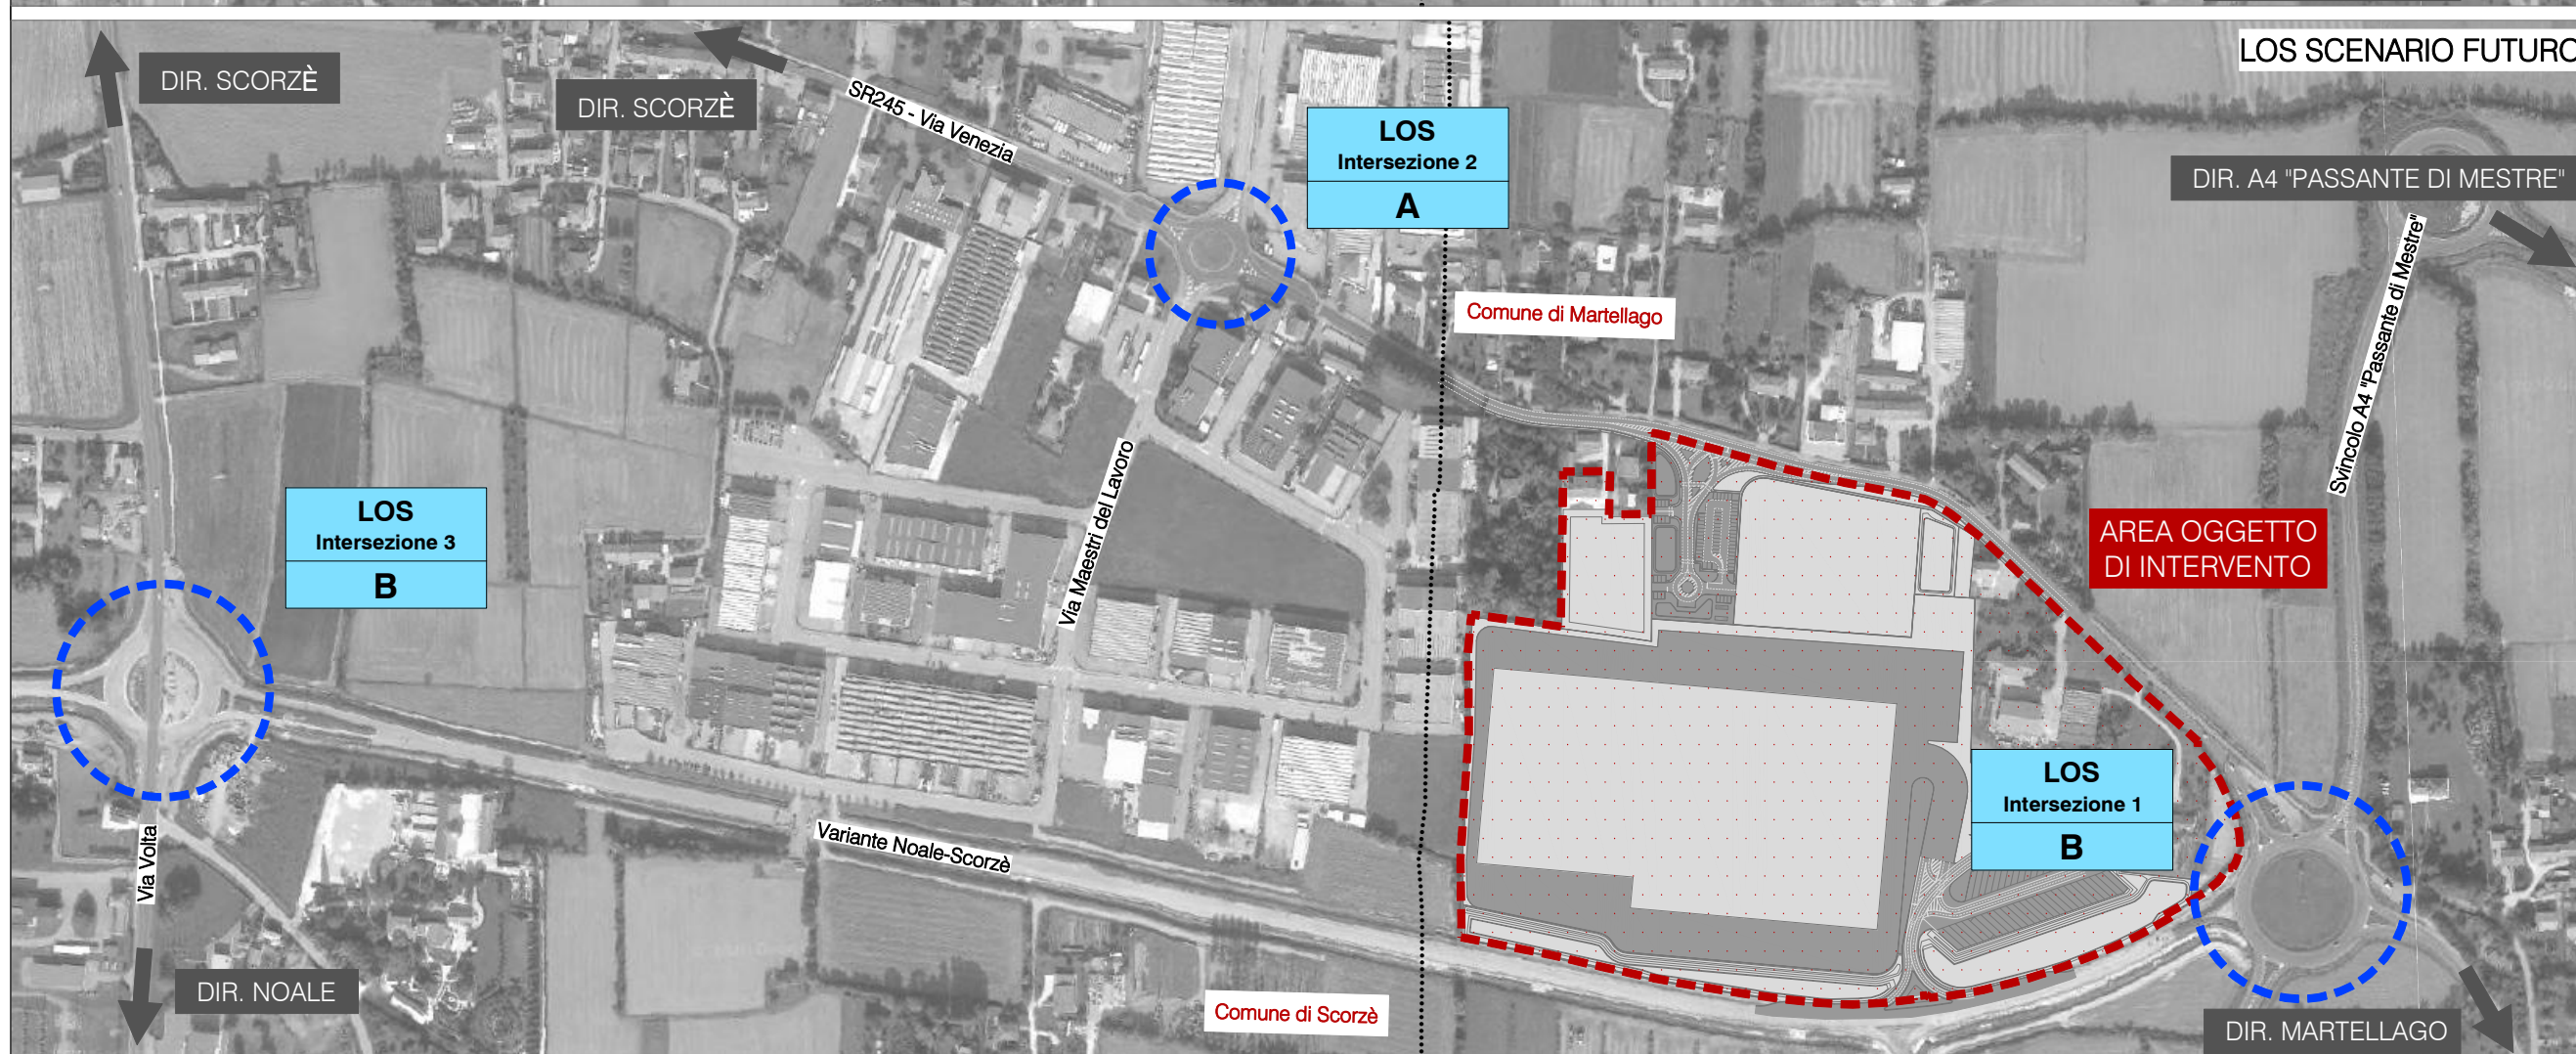 LOS SCENARIO FUTURO
DIR. SCORZÈ
DIR. SCORZÈ
SR245 - Via Venezia
LOS
Intersezione 2
A
DIR. A4 "PASSANTE DI MESTRE"
Svincolo A4 "Passante di Mestre"
Comune di Martellago
Via Maestri del Lavoro
LOS
Intersezione 3
B
AREA OGGETTO
DI INTERVENTO
LOS
Intersezione 1
B
Via Volta
Variante Noale-Scorzè
DIR. NOALE
Comune di Scorzè
DIR. MARTELLAGO